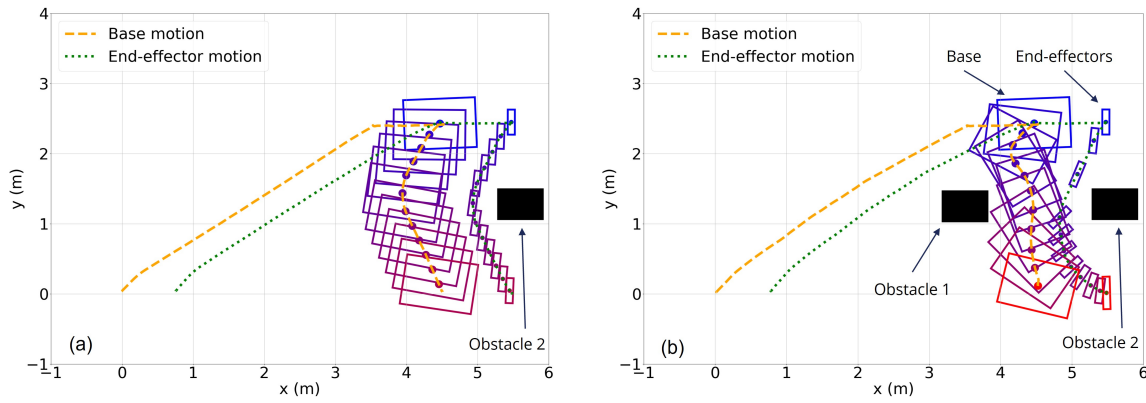 4
3
2
1
0
−1
y (m)
Base motion
End-effector motion
Obstacle 2
(a)
−1 0 1 2 3 4 5 6
x (m)
4
3
2
1
0
−1
y (m)
Base motion
End-effector motion
Base End-effectors
Obstacle 1
Obstacle 2
(b)
−1 0 1 2 3 4 5 6
x (m)